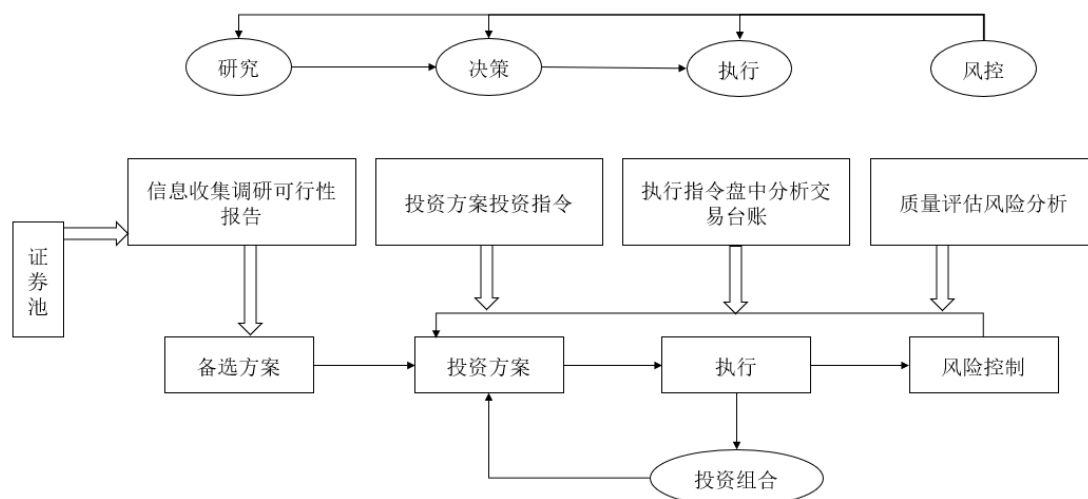 研究
决策
执行
风控
信息收集调研可行性
报告
投资方案投资指令
执行指令盘中分析交
易台账
质量评估风险分析
证
券
池
备选方案
投资方案
执行
风险控制
投资组合